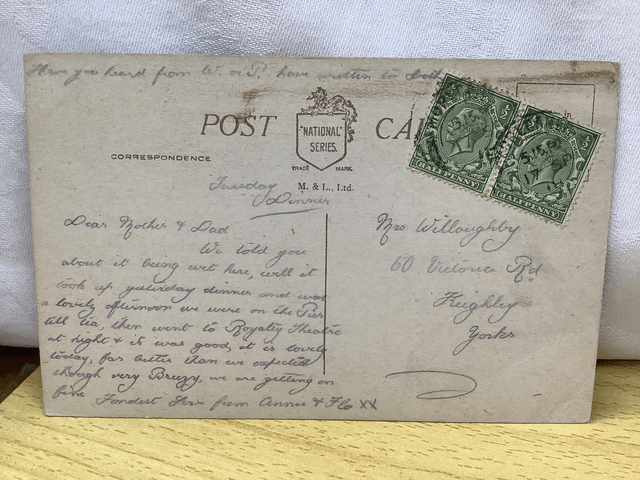 Have you heard from W. or P. have written to both
POST CA
"NATIONAL"
SERIES.
TRADE MARK.
CORRESPONDENCE
M. & L., Ltd.
HALFPENNY
HALFPENNY
Tuesday
Dinner
Dear Mother & Dad
We told you
about it being wet here, well it
took up yesterday dinner and was
a lovely afternoon we were on the Pier
till tea, then went to Royalty Theatre
at night & it was good, it is lovely
today, far better than we expected
though very Breezy, we are getting on
fine Fondest Love from Annie & Flo XX
Mrs Willoughby
60 Victoria Rd
Keighley
Yorks